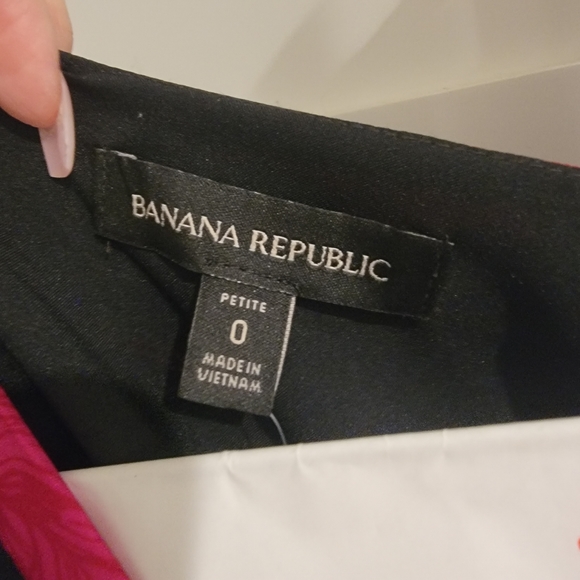 BANANA REPUBLIC
PETITE
0
MADE IN
VIETNAM